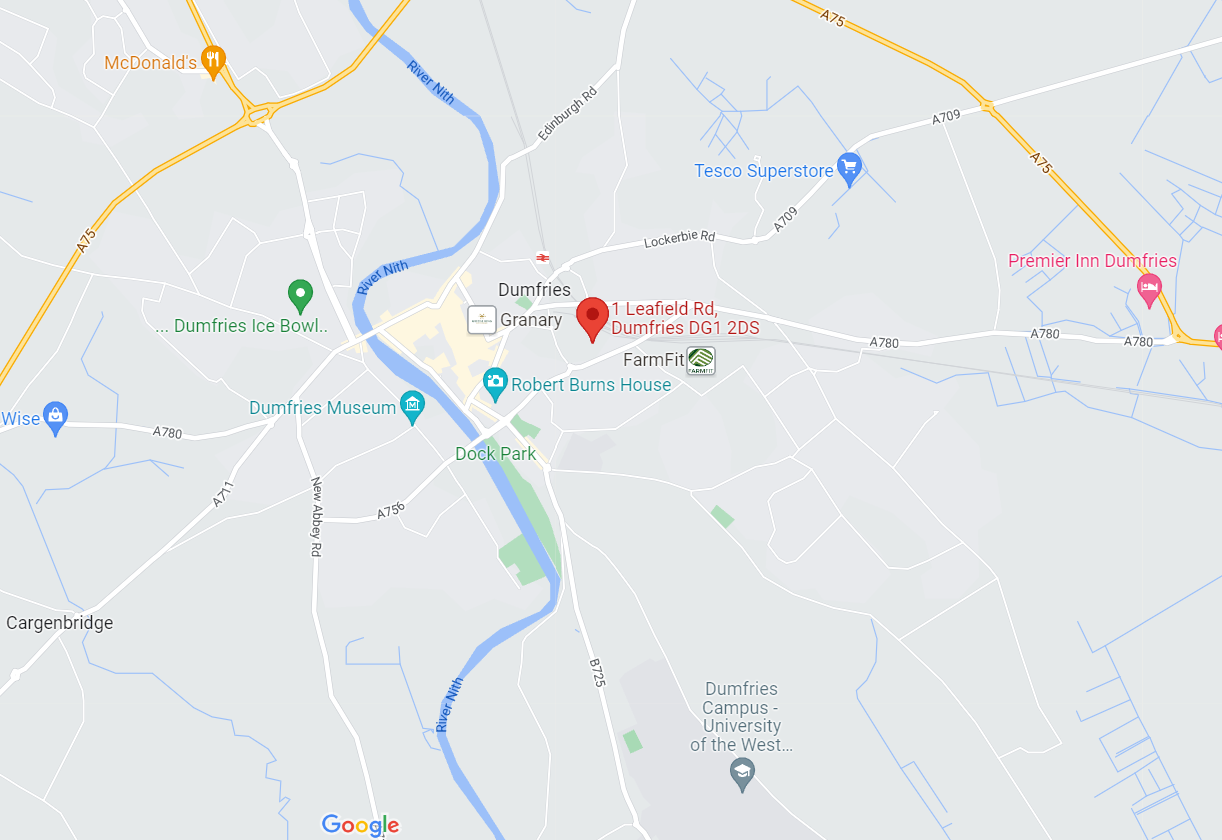 A75
McDonald's
River Nith
Edinburgh Rd
A709
Tesco Superstore
A75
A709
Lockerbie Rd
A75
River Nith
Premier Inn Dumfries
Dumfries
1 Leafield Rd,
Dumfries DG1 2DS
Granary
... Dumfries Ice Bowl..
A780
A780
A780
FarmFit
FARMFIT
Robert Burns House
Dumfries Museum
Wise
A780
Dock Park
A711
New Abbey Rd
A756
Cargenbridge
B725
River Nith
Dumfries
Campus -
University
of the West...
Google